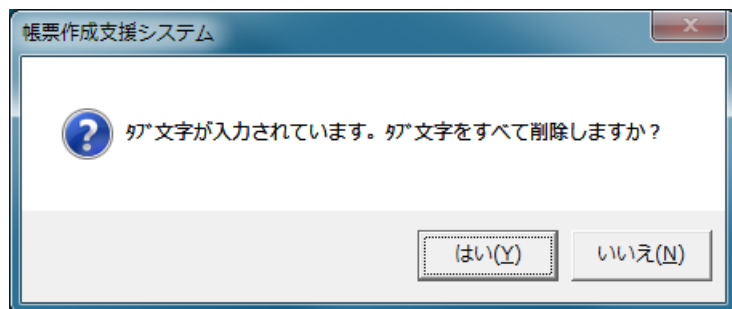 帳票作成支援システム
ﾀﾌﾞ文字が入力されています。ﾀﾌﾞ文字をすべて削除しますか？
はい(Y)
いいえ(N)